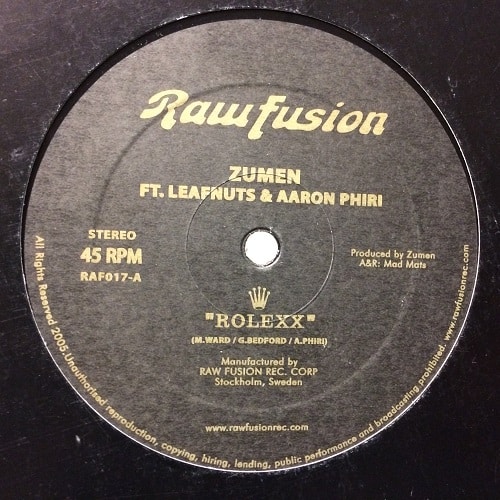 Raw Fusion
ZUMEN
FT. LEAFNUTS & AARON PHIRI
STEREO
45 RPM
RAF017-A
Produced by Zumen
A&R: Mad Mats
"ROLEXX"
(M.WARD / G.BEDFORD / A.PHIRI)
Manufactured by
RAW FUSION REC. CORP
Stockholm, Sweden
www.rawfusionrec.com
All Rights Reserved 2005.Unauthorised reproduction, copying, hiring, lending, public performance and broadcasting prohibited. www.rawfusionrec.com